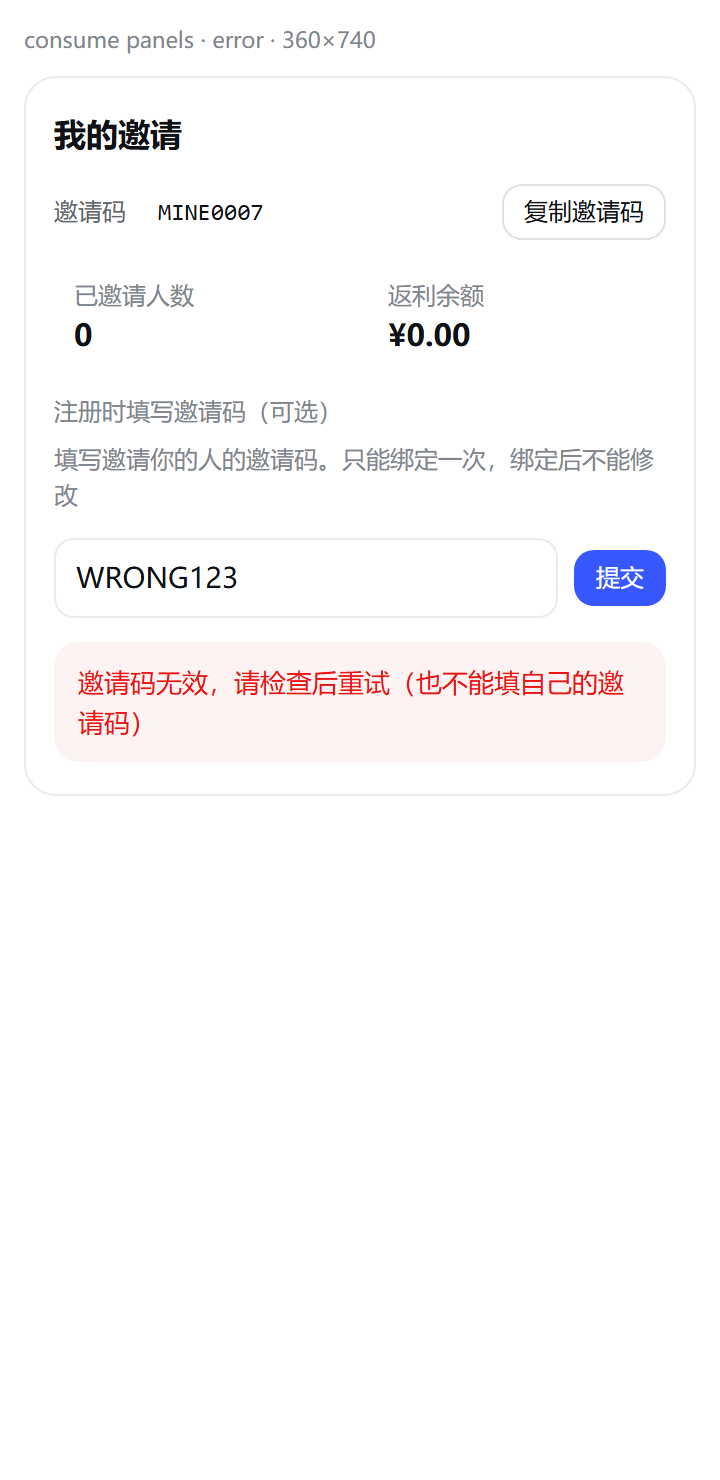 consume panels · error · 360×740
我的邀请
邀请码 MINE0007 复制邀请码
已邀请人数 返利余额
0 ¥0.00
注册时填写邀请码（可选）
填写邀请你的人的邀请码。只能绑定一次，绑定后不能修
改
WRONG123 提交
邀请码无效，请检查后重试（也不能填自己的邀
请码）